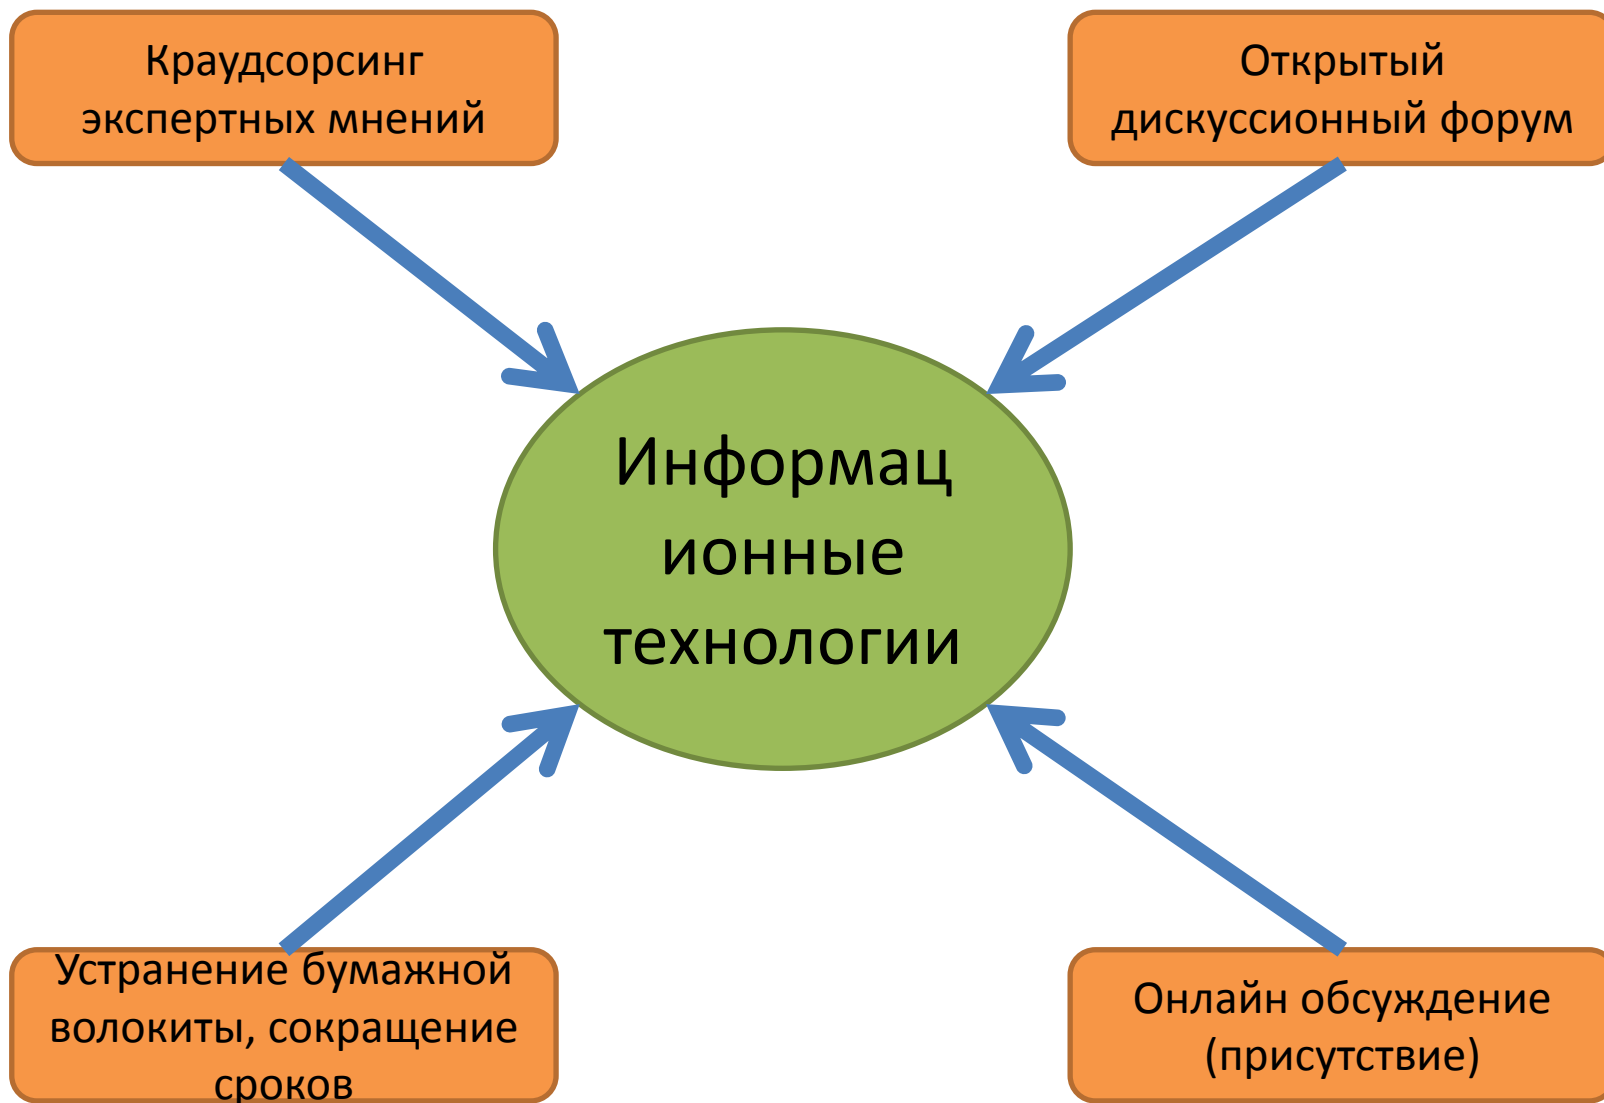 Краудсорсинг
экспертных мнений
Открытый
дискуссионный форум
Информац
ионные
технологии
Устранение бумажной
волокиты, сокращение
сроков
Онлайн обсуждение
(присутствие)